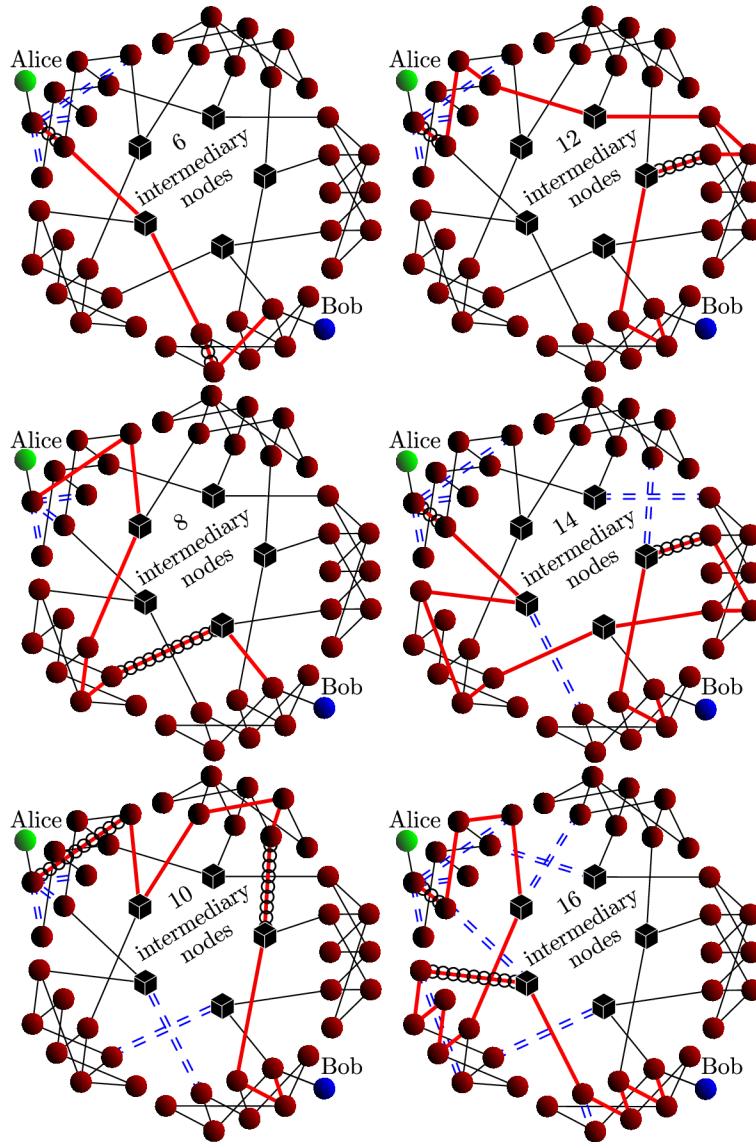 Alice
6
intermediary
nodes
Bob
Alice
12
intermediary
nodes
Bob
Alice
8
intermediary
nodes
Bob
Alice
14
intermediary
nodes
Bob
Alice
10
intermediary
nodes
Bob
Alice
16
intermediary
nodes
Bob